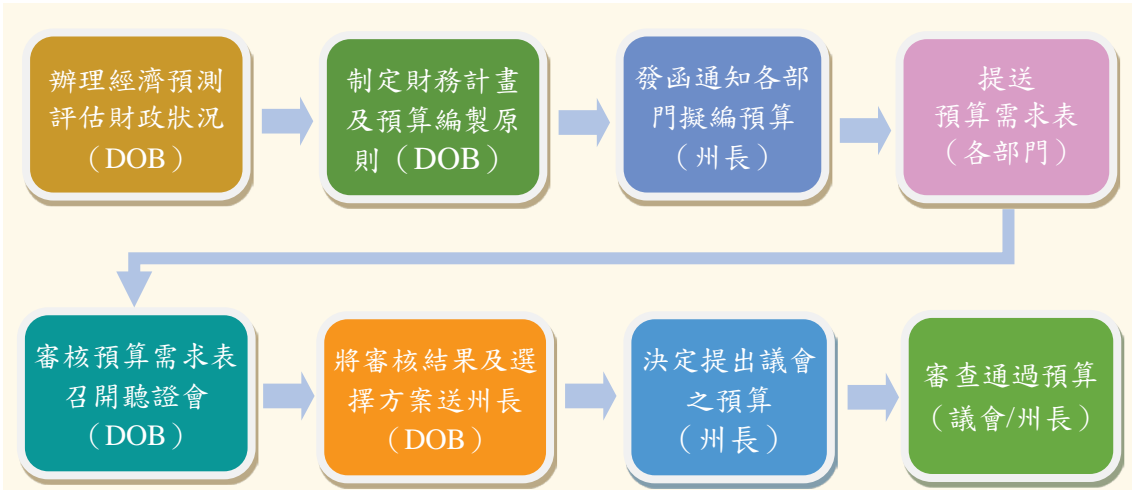 辦理經濟預測
評估財政狀況
（DOB）
制定財務計畫
及預算編製原
則（DOB）
發函通知各部
門擬編預算
（州長）
提送
預算需求表
（各部門）
審核預算需求表
召開聽證會
（DOB）
將審核結果及選
擇方案送州長
（DOB）
決定提出議會
之預算
（州長）
審查通過預算
（議會/州長）